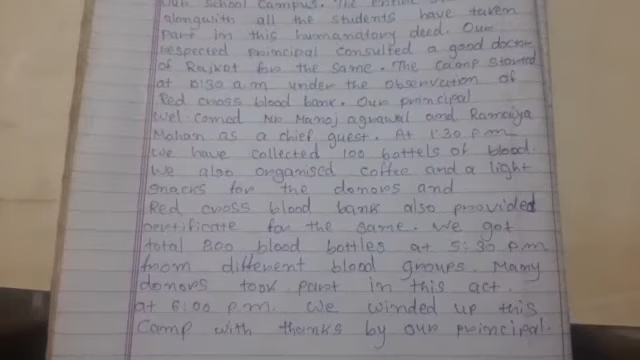 our School Campus. The entire
alongwith all the students have taken
part in this humanatory deed. Our
respected principal consulted a good doctor
of Rajkot for the same. The camp started
at 0:30 a.m under the observation of
Red cross blood bank. Our principal
wel comed Mr Manoj agrawal and Ramaiya
Mohan as a chief guest. At 1:30 p.m
we have collected 100 bottels of blood.
We also organised coffee and a light
snacks for the donors and
Red cross blood bank also provided
certificate for the same. We got
total 800 blood bottles at 5:30 p.m
from different blood groups. Many
donors took part in this act.
at 6:00 p.m. We winded up this
Camp with thanks by our principal.